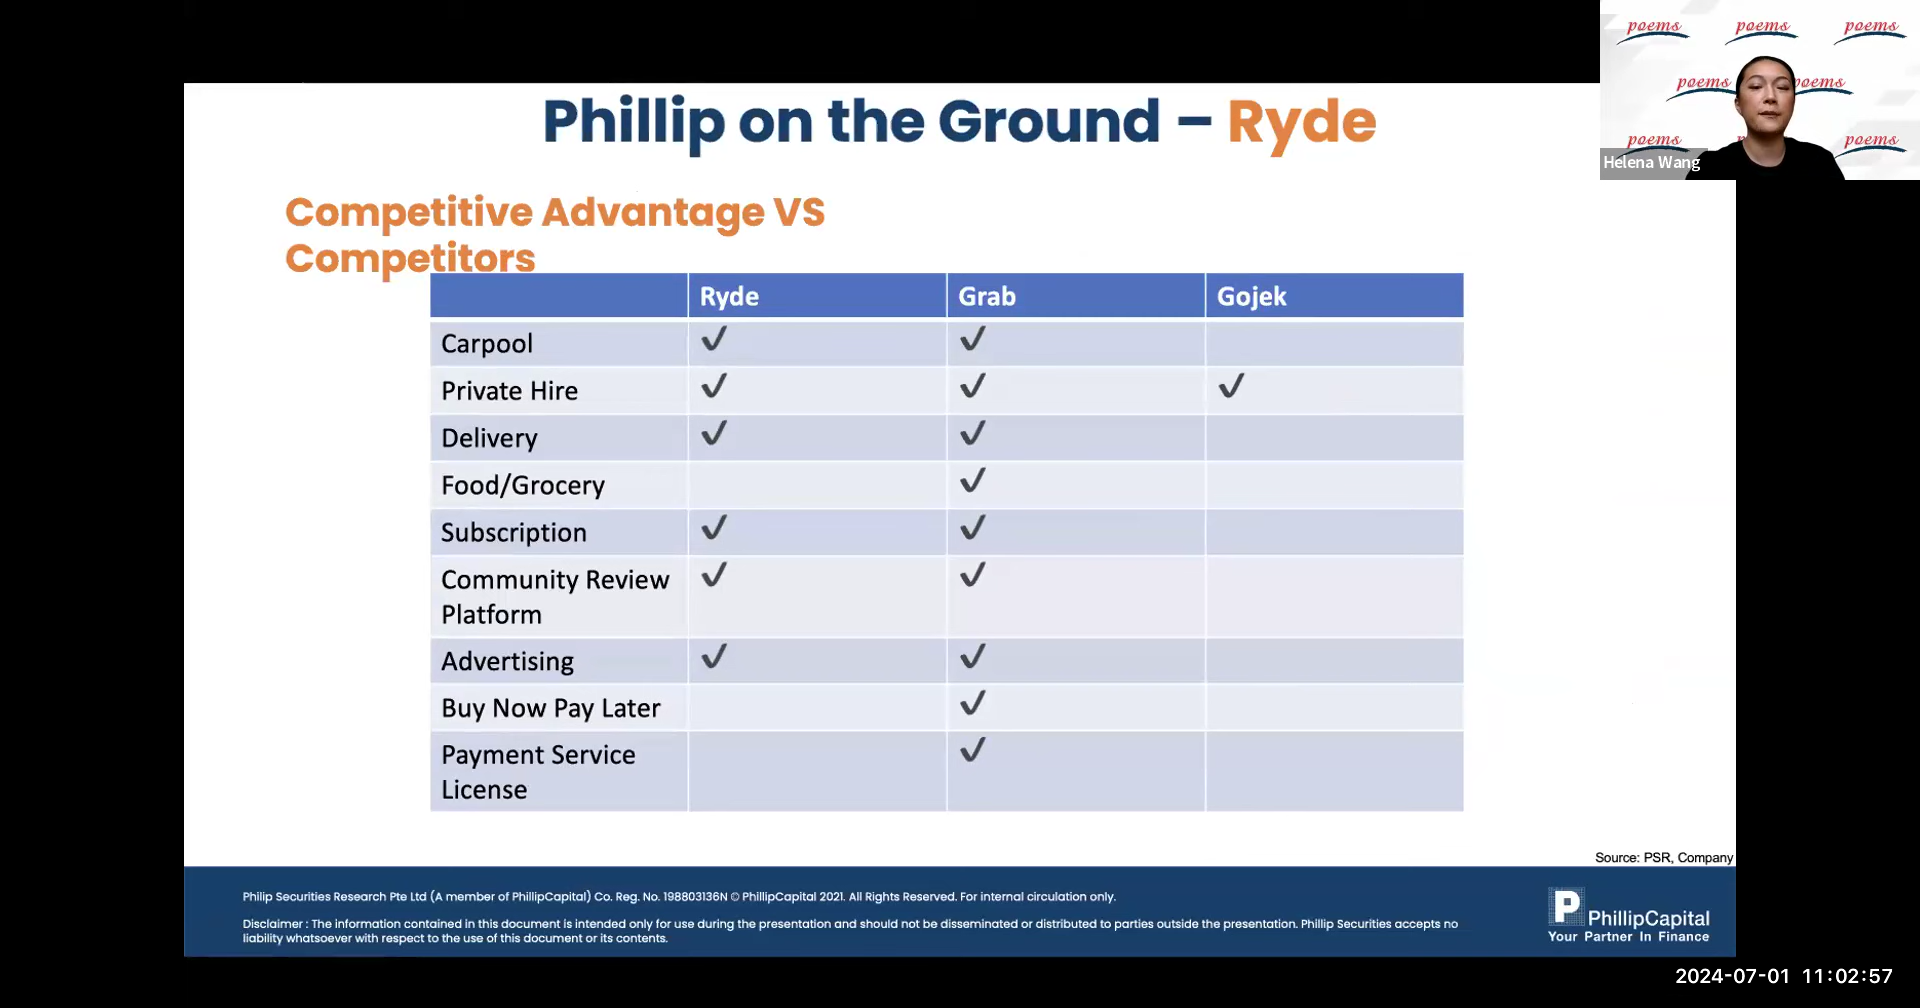 poems poems poems
poems poems
poems poems
Helena Wang
Phillip on the Ground – Ryde
Competitive Advantage VS
Competitors
Ryde Grab Gojek
Carpool ✓ ✓
Private Hire ✓ ✓ ✓
Delivery ✓ ✓
Food/Grocery ✓
Subscription ✓ ✓
Community Review ✓ ✓
Platform
Advertising ✓ ✓
Buy Now Pay Later ✓
Payment Service ✓
License
Source: PSR, Company
Philip Securities Research Pte Ltd (A member of PhillipCapital) Co. Reg. No. 198803136N © PhillipCapital 2021. All Rights Reserved. For internal circulation only.
Disclaimer : The information contained in this document is intended only for use during the presentation and should not be disseminated or distributed to parties outside the presentation. Phillip Securities accepts no
liability whatsoever with respect to the use of this document or its contents.
P PhillipCapital
Your Partner In Finance
2024-07-01 11:02:57